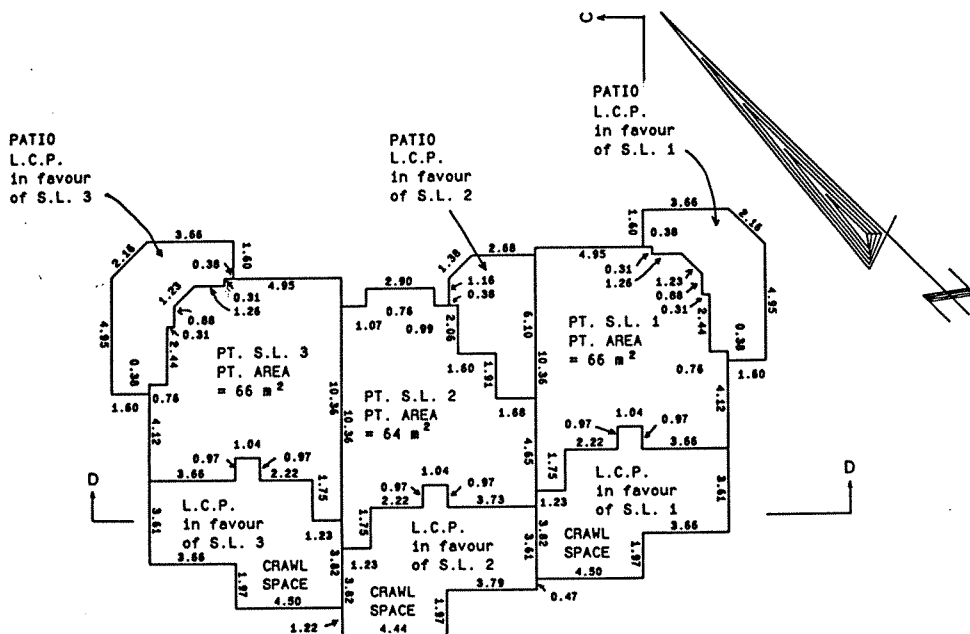 C
PATIO
L.C.P.
in favour
of S.L. 1
PATIO
L.C.P.
in favour
of S.L. 3
PATIO
L.C.P.
in favour
of S.L. 2
3.66
2.16
1.60
0.36
4.95
0.31
1.26
1.23
0.88
0.31
2.44
4.95
0.38
0.76
1.60
4.12
PT. S.L. 3
PT. AREA
= 66 m²
10.36
2.90
1.07
0.76
0.99
1.38
2.68
1.16
0.38
2.06
6.10
1.60
1.91
1.68
10.36
PT. S.L. 2
PT. AREA
= 64 m²
10.36
4.65
3.66
2.16
1.60
0.38
4.95
0.31
1.26
1.23
0.88
0.31
2.44
4.95
0.38
0.76
1.60
4.12
PT. S.L. 1
PT. AREA
= 66 m²
D
3.66
0.97
1.04
0.97
2.22
1.75
1.23
3.61
L.C.P.
in favour
of S.L. 3
3.66
1.97
CRAWL
SPACE
4.50
3.82
1.22
1.75
2.22
0.97
1.04
0.97
3.73
1.23
L.C.P.
in favour
of S.L. 2
3.61
3.82
3.79
CRAWL
SPACE
1.97
4.44
0.47
1.75
1.23
2.22
0.97
1.04
0.97
3.66
3.82
L.C.P.
in favour
of S.L. 1
3.61
3.66
CRAWL
SPACE
1.97
4.50
D